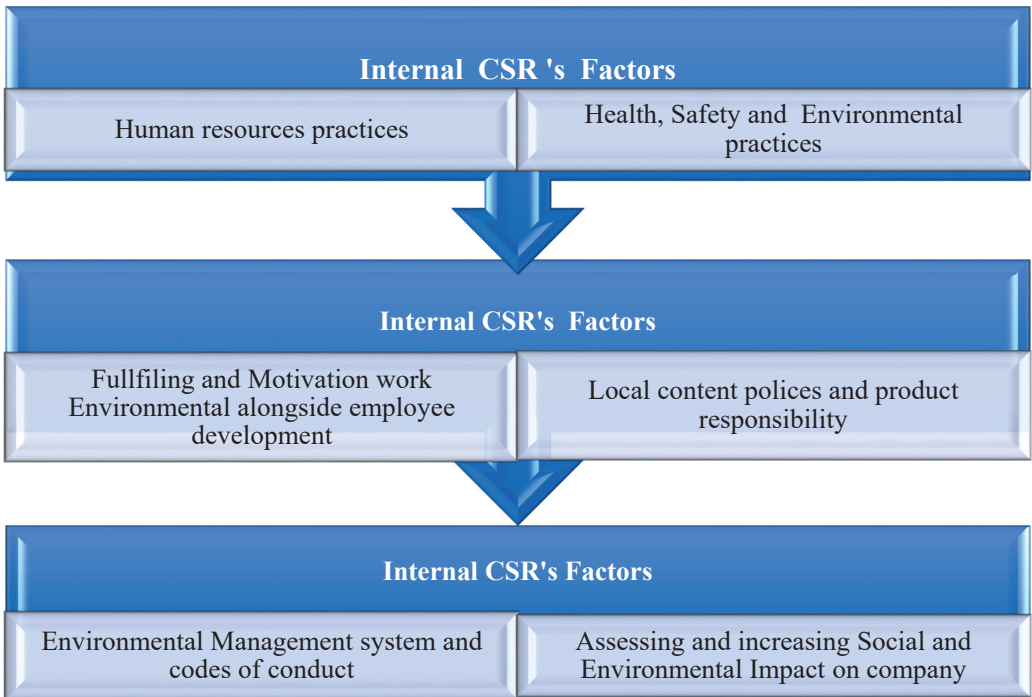 Internal CSR 's Factors
Human resources practices
Health, Safety and Environmental
practices
Internal CSR's Factors
Fullfiling and Motivation work
Environmental alongside employee
development
Local content polices and product
responsibility
Internal CSR's Factors
Environmental Management system and
codes of conduct
Assessing and increasing Social and
Environmental Impact on company